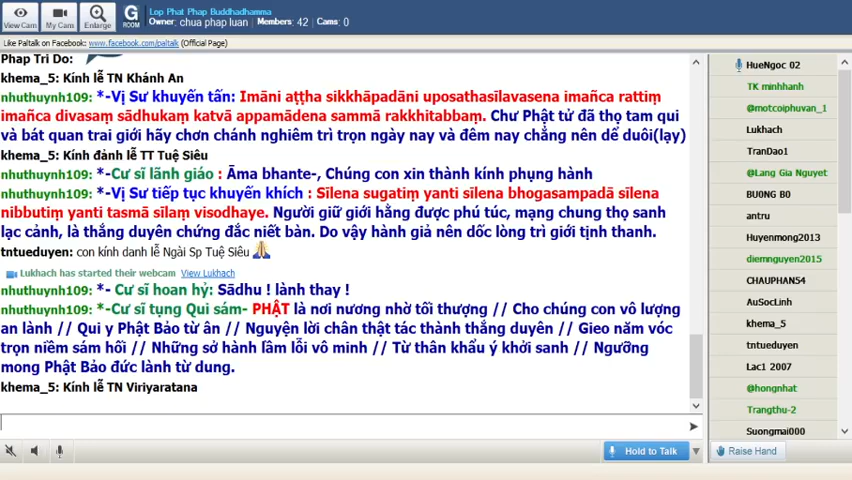 Lop Phat Phap Buddhadhamma
Owner: chua phap luan Members: 42 Cams: 0
View Cam My Cam Enlarge G ROOM
Like Paltalk on Facebook: www.facebook.com/paltalk (Official Page)
Phap Tri Do:
khema_5: Kính lễ TN Khánh An
nhuthuynh109: *-Vị Sư khuyến tấn: Imāni aṭṭha sikkhāpadāni uposathasīlavasena imañca rattiṃ
imañca divasaṃ sādhukaṃ katvā appamādena sammā rakkhitabbaṃ. Chư Phật tử đã thọ tam qui
và bát quan trai giới hãy chơn chánh nghiêm trì trọn ngày nay và đêm nay chẳng nên dể duôi(lạy)
khema_5: Kính đảnh lễ TT Tuệ Siêu
nhuthuynh109: *-Cư sĩ lãnh giáo : Āma bhante-, Chúng con xin thành kính phụng hành
nhuthuynh109: *-Vị Sư tiếp tục khuyến khích : Sīlena sugatiṃ yanti sīlena bhogasampadā sīlena
nibbutiṃ yanti tasmā sīlaṃ visodhaye. Người giữ giới hằng được phú túc, mạng chung thọ sanh
lạc cảnh, là thắng duyên chứng đắc niết bàn. Do vậy hành giả nên dốc lòng trì giới tịnh thanh.
tntueduyen: con kính danh lễ Ngài Sp Tuệ Siêu
Lukhach has started their webcam View Lukhach
nhuthuynh109: *- Cư sĩ hoan hỷ: Sādhu ! lành thay !
nhuthuynh109: *-Cư sĩ tụng Qui sám- PHẬT là nơi nương nhờ tối thượng // Cho chúng con vô lượng
an lành // Qui y Phật Bảo từ ân // Nguyện lời chân thật tác thành thắng duyên // Gieo năm vóc
trọn niềm sám hối // Những sở hành lầm lỗi vô minh // Từ thân khẩu ý khởi sanh // Ngưỡng
mong Phật Bảo đức lành từ dung.
khema_5: Kính lễ TN Viriyaratana
Hold to Talk
HueNgoc 02
TK minhhanh
@motcoiphuvan_1
Lukhach
TranDao1
@Lang Gia Nguyet
BU0NG B0
antru
Huyenmong2013
diemnguyen2015
CHAUPHAN54
AuSocLinh
khema_5
tntueduyen
Lac1 2007
@hongnhat
Trangthu-2
Suongmai000
Raise Hand